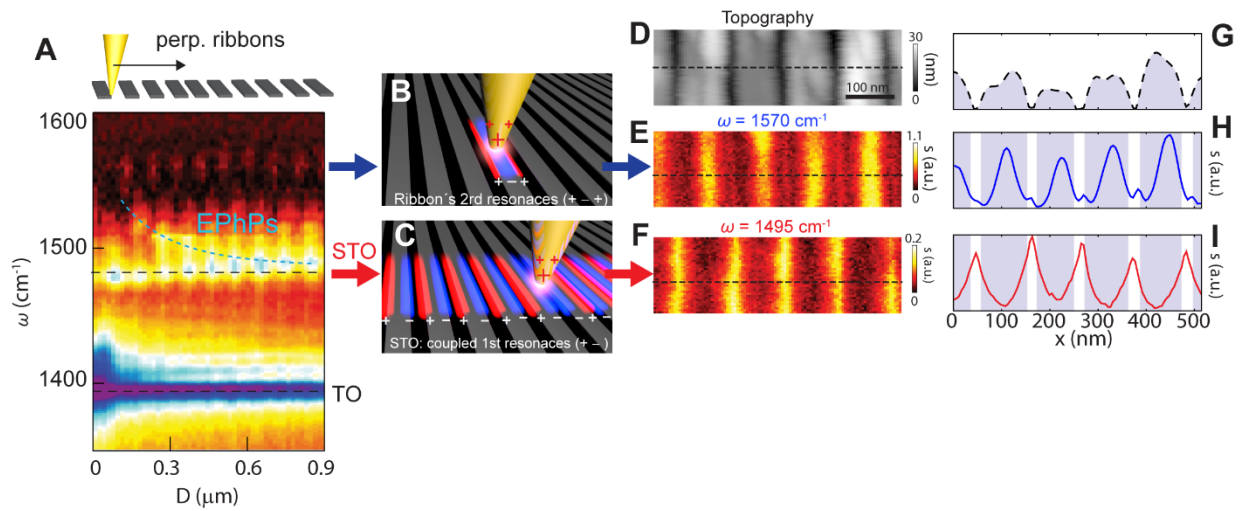 A
perp. ribbons
1600
1500
1400
ω (cm⁻¹)
EPhPs
STO
TO
0 0.3 0.6 0.9
D (μm)
B
+ +
+
+ − +
Ribbon´s 2rd resonaces (+ − +)
C
+ +
+
+ − + − + − + − + − + −
STO: coupled 1st resonaces (+ −)
Topography
D
30
(nm)
0
100 nm
E
ω = 1570 cm⁻¹
1.1
s (a.u.)
0
F
ω = 1495 cm⁻¹
0.2
s (a.u.)
0
G
H
s (a.u.)
I
s (a.u.)
0 100 200 300 400 500
x (nm)